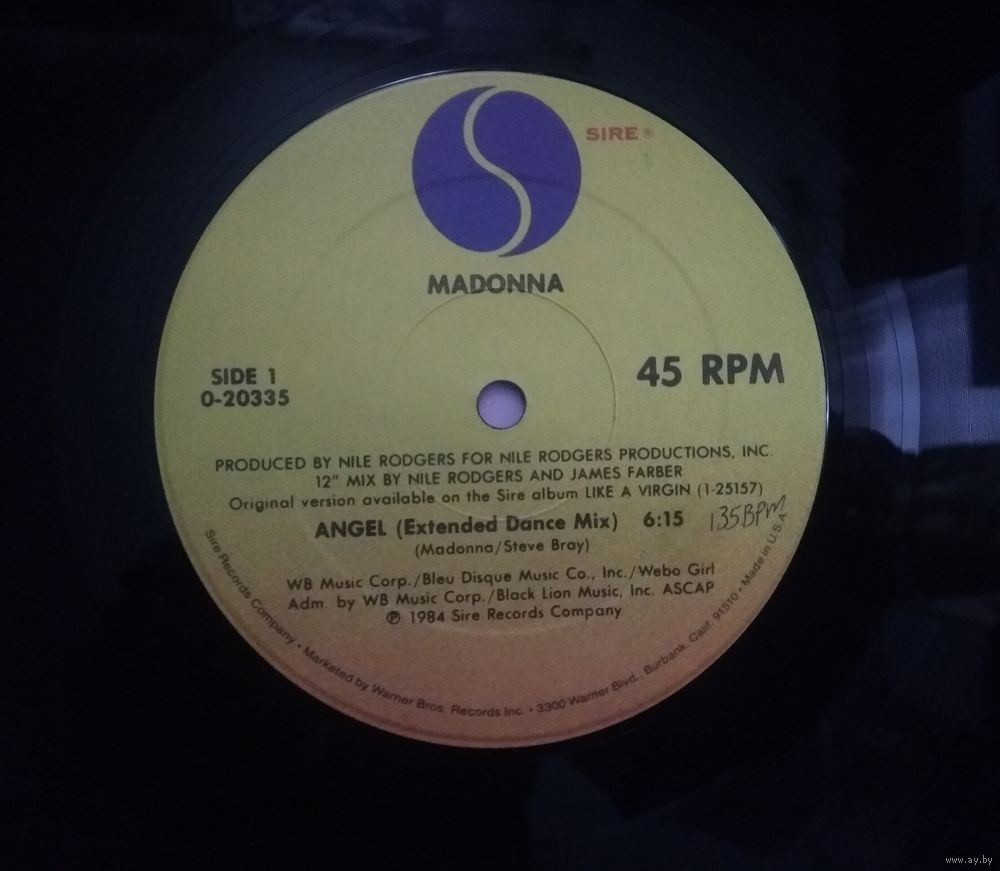 SIRE®
MADONNA
SIDE 1
0-20335
45 RPM
PRODUCED BY NILE RODGERS FOR NILE RODGERS PRODUCTIONS, INC.
12" MIX BY NILE RODGERS AND JAMES FARBER
Original version available on the Sire album LIKE A VIRGIN (1-25157)
ANGEL (Extended Dance Mix) 6:15 135BPM
(Madonna/Steve Bray)
WB Music Corp./Bleu Disque Music Co., Inc./Webo Girl
Adm. by WB Music Corp./Black Lion Music, Inc. ASCAP
℗ 1984 Sire Records Company
Sire Records Company • Marketed by Warner Bros. Records Inc. • 3300 Warner Blvd., Burbank, Calif. 91510 • Made in U.S.A.
www.ay.by